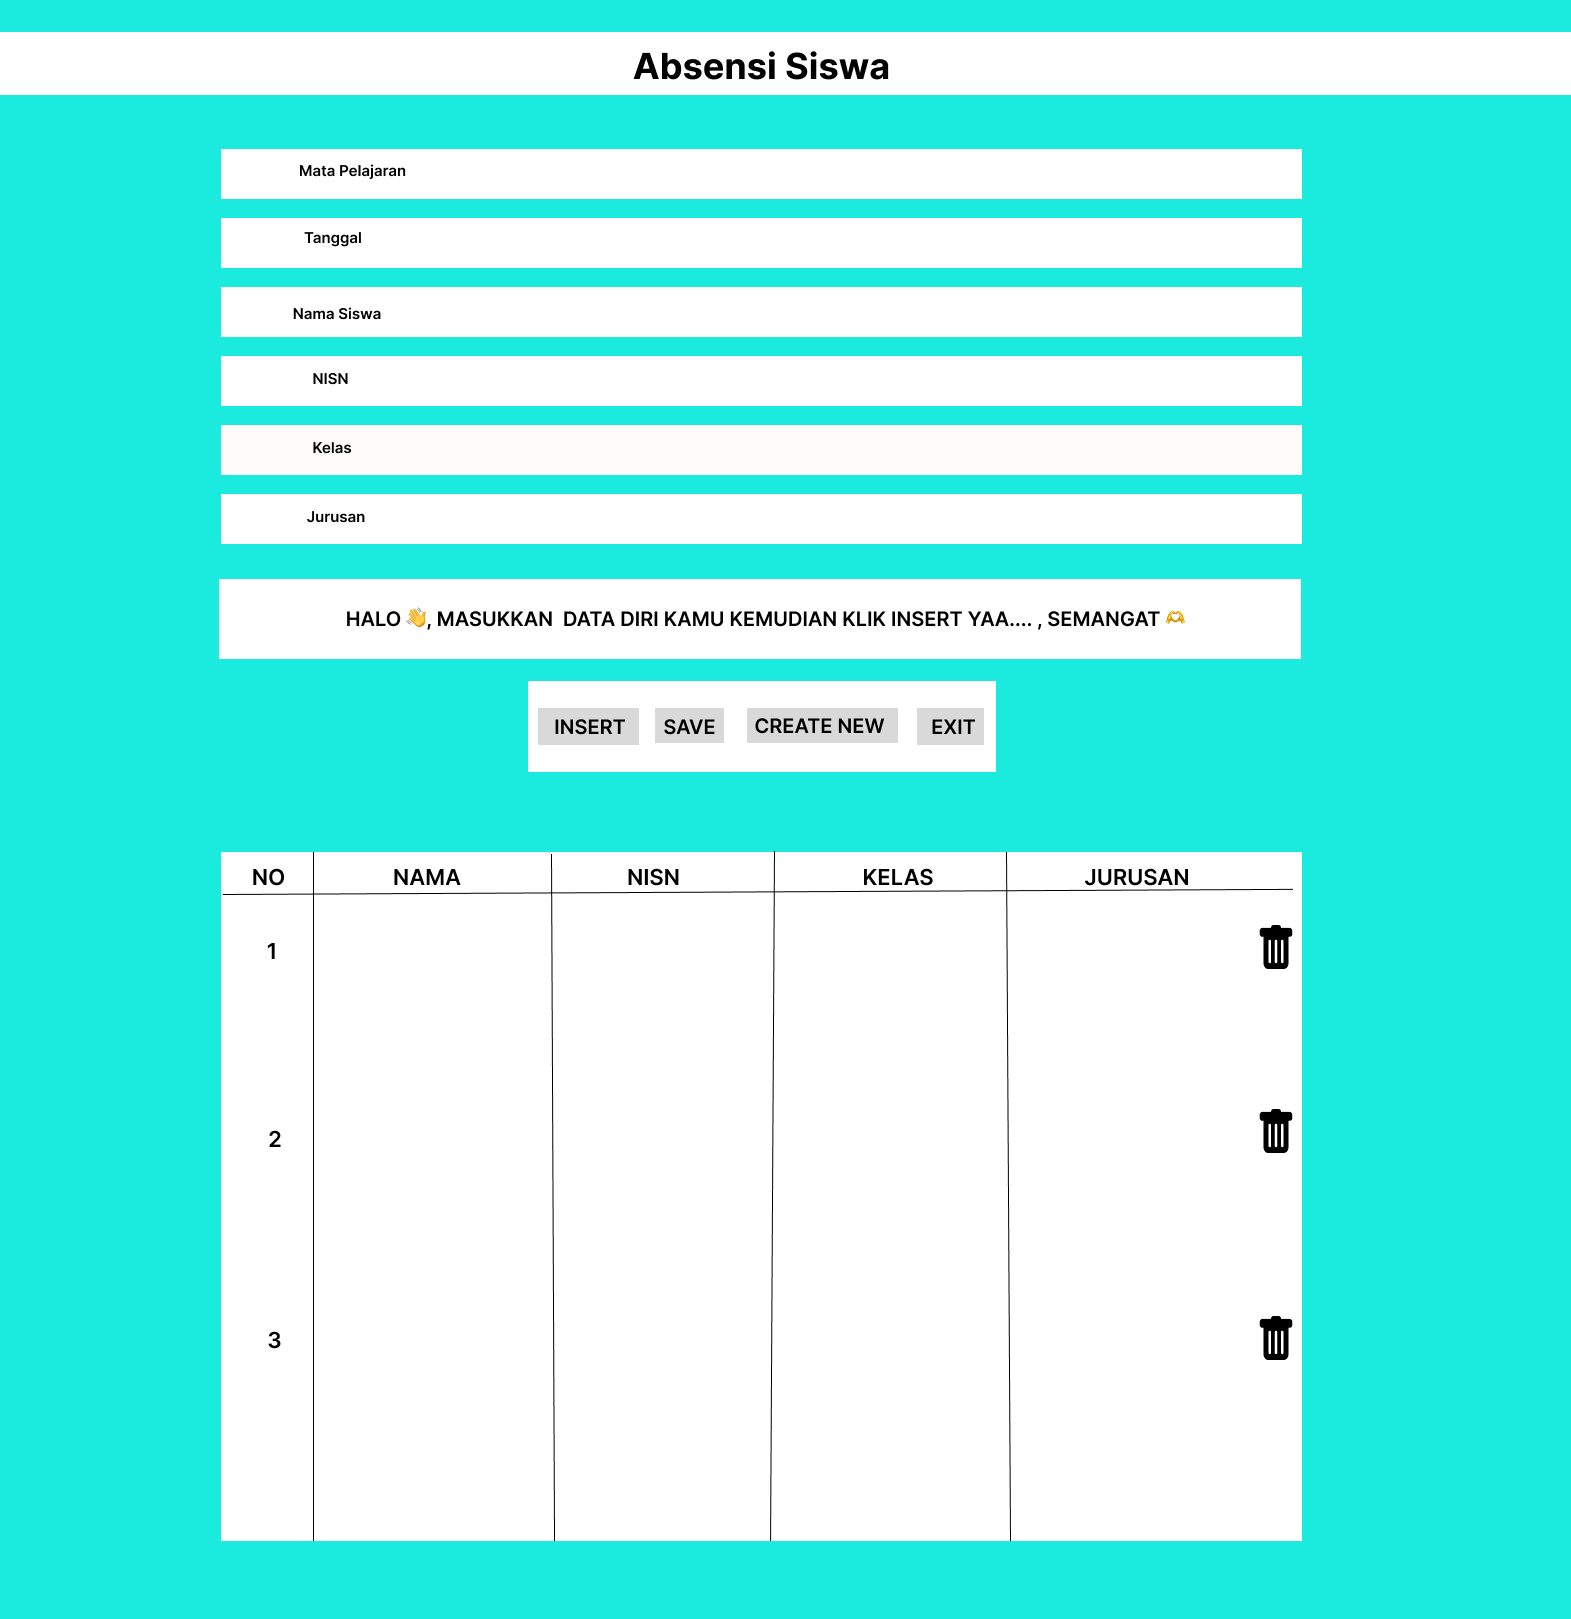 Absensi Siswa
Mata Pelajaran
Tanggal
Nama Siswa
NISN
Kelas
Jurusan
HALO 👋, MASUKKAN  DATA DIRI KAMU KEMUDIAN KLIK INSERT YAA.... , SEMANGAT 🫶
INSERT SAVE CREATE NEW EXIT
NO NAMA NISN KELAS JURUSAN
1
2
3